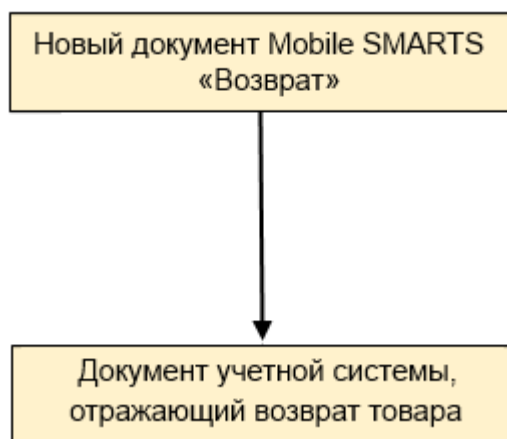 Новый документ Mobile SMARTS
«Возврат»
Документ учетной системы,
отражающий возврат товара